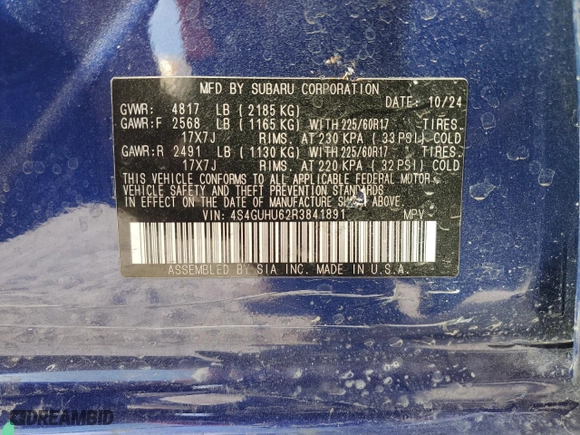 MFD BY SUBARU CORPORATION
GVWR: 4817 LB ( 2185 KG) DATE: 10/24
GAWR:F 2568 LB ( 1165 KG) WITH 225/60R17 TIRES.
17X7J RIMS. AT 230 KPA ( 33 PSI) COLD
GAWR:R 2491 LB ( 1130 KG) WITH 225/60R17 TIRES.
17X7J RIMS. AT 220 KPA ( 32 PSI) COLD
THIS VEHICLE CONFORMS TO ALL APPLICABLE FEDERAL MOTOR
VEHICLE SAFETY AND THEFT PREVENTION STANDARDS
IN EFFECT ON THE DATE OF MANUFACTURE SHOWN ABOVE.
VIN: 4S4GUHU62R3841891 MPV
ASSEMBLED BY SIA INC. MADE IN U.S.A.
DREAMBID